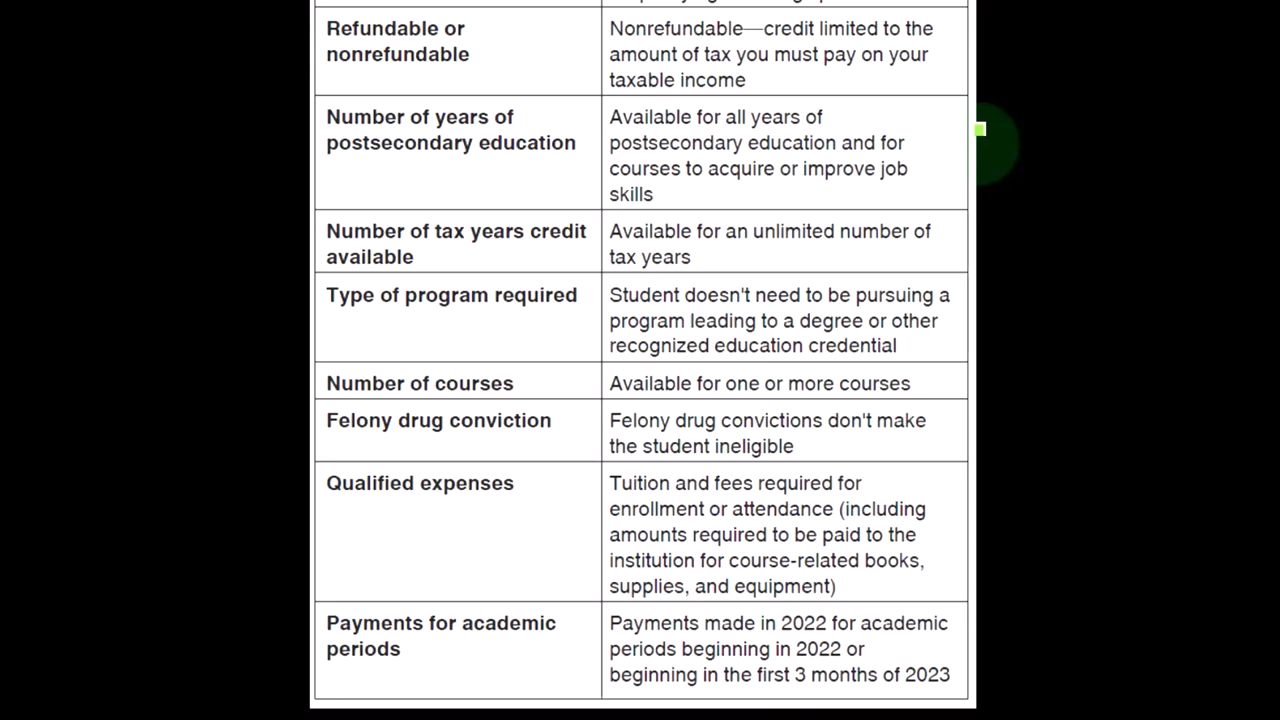 Refundable or
nonrefundable
Nonrefundable—credit limited to the
amount of tax you must pay on your
taxable income
Number of years of
postsecondary education
Available for all years of
postsecondary education and for
courses to acquire or improve job
skills
Number of tax years credit
available
Available for an unlimited number of
tax years
Type of program required
Student doesn't need to be pursuing a
program leading to a degree or other
recognized education credential
Number of courses
Available for one or more courses
Felony drug conviction
Felony drug convictions don't make
the student ineligible
Qualified expenses
Tuition and fees required for
enrollment or attendance (including
amounts required to be paid to the
institution for course-related books,
supplies, and equipment)
Payments for academic
periods
Payments made in 2022 for academic
periods beginning in 2022 or
beginning in the first 3 months of 2023